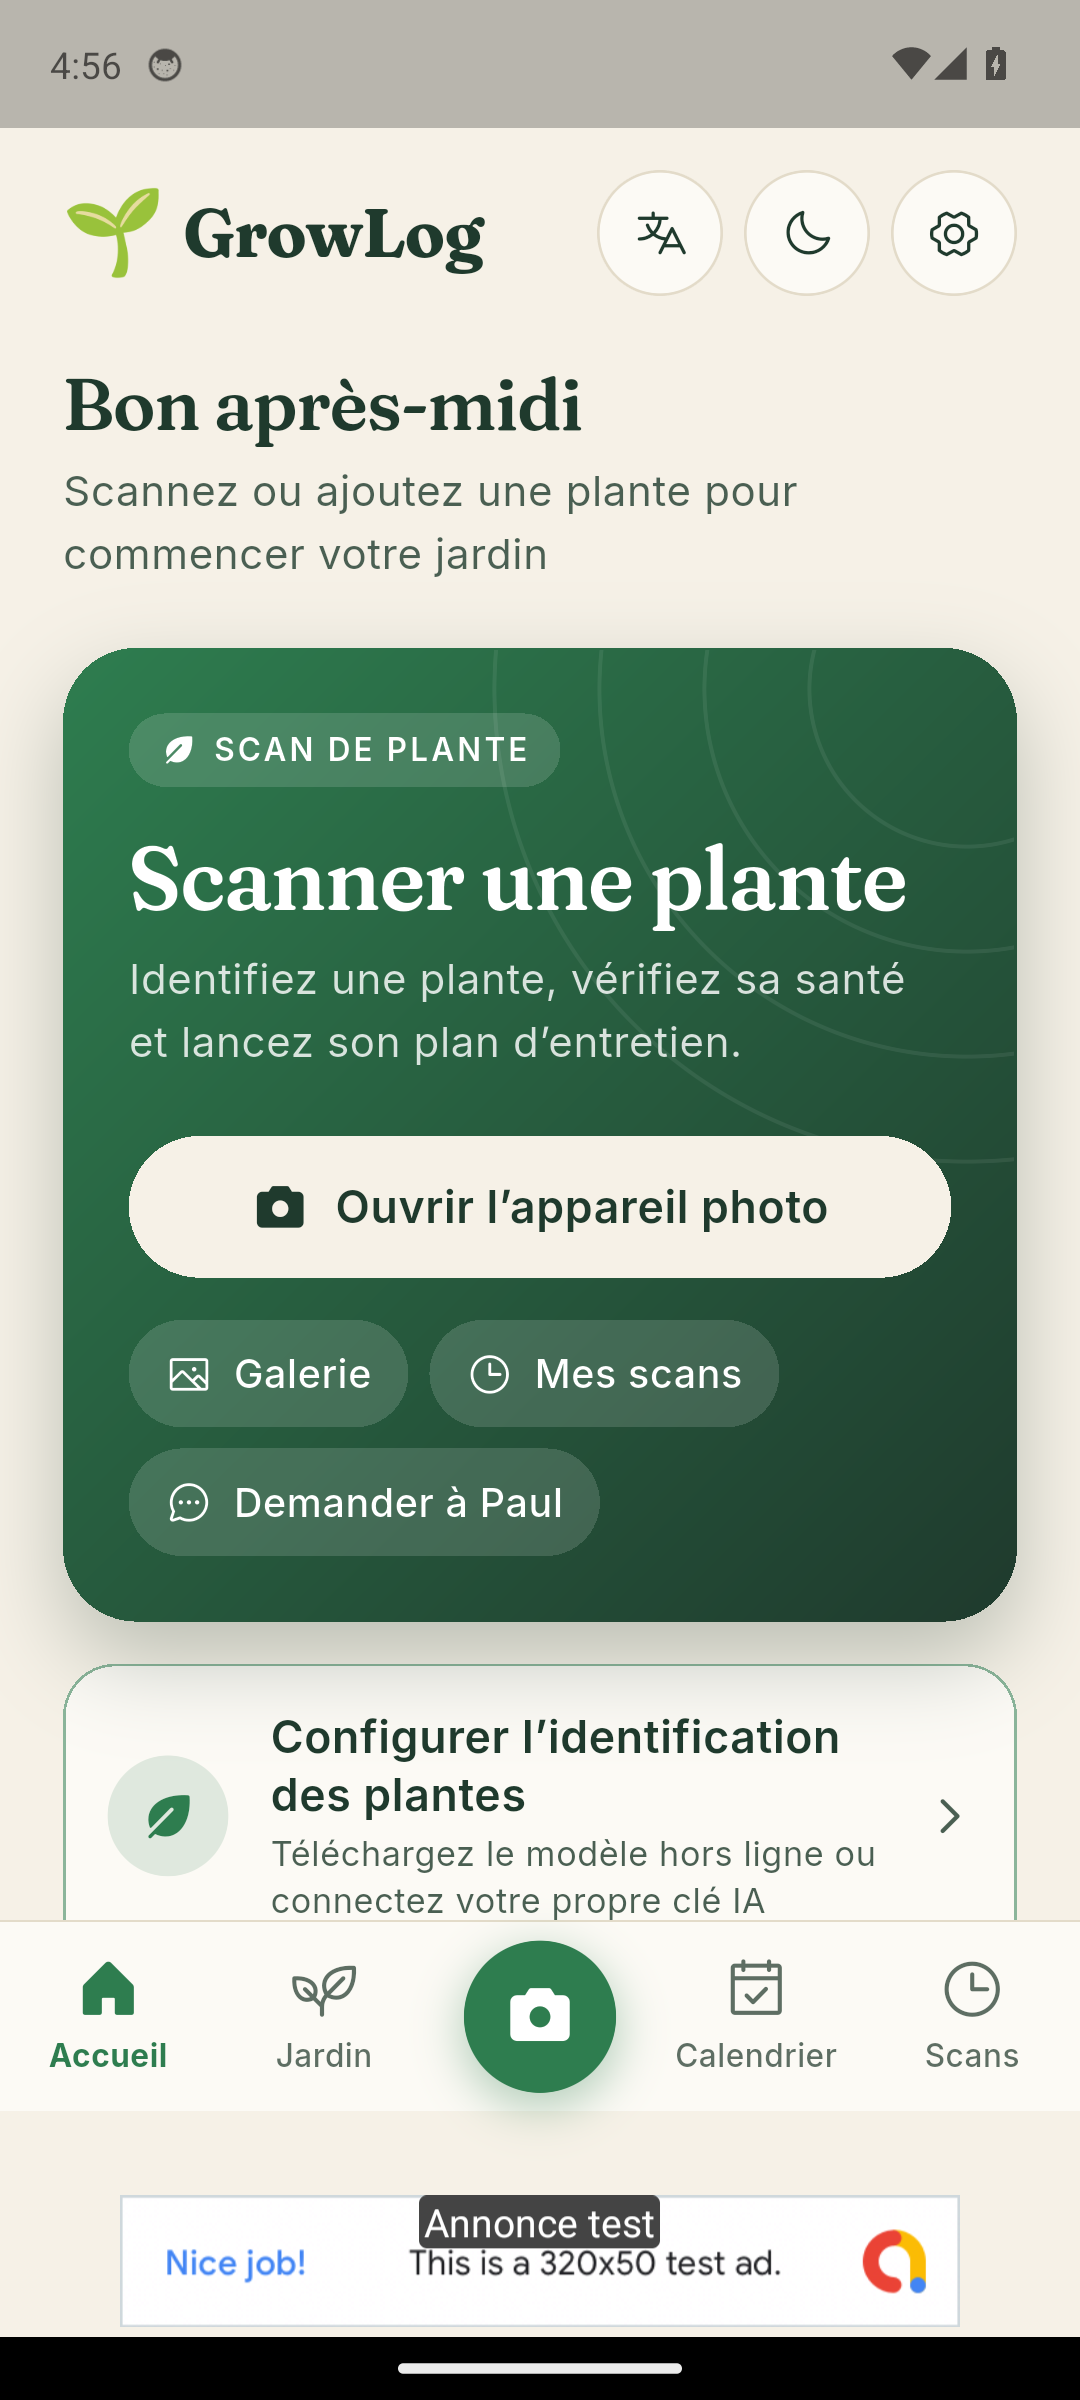 4:56
GrowLog
Bon après-midi
Scannez ou ajoutez une plante pour
commencer votre jardin
SCAN DE PLANTE
Scanner une plante
Identifiez une plante, vérifiez sa santé
et lancez son plan d’entretien.
Ouvrir l’appareil photo
Galerie
Mes scans
Demander à Paul
Configurer l’identification
des plantes
Téléchargez le modèle hors ligne ou
connectez votre propre clé IA
Accueil
Jardin
Calendrier
Scans
Annonce test
Nice job!
This is a 320x50 test ad.